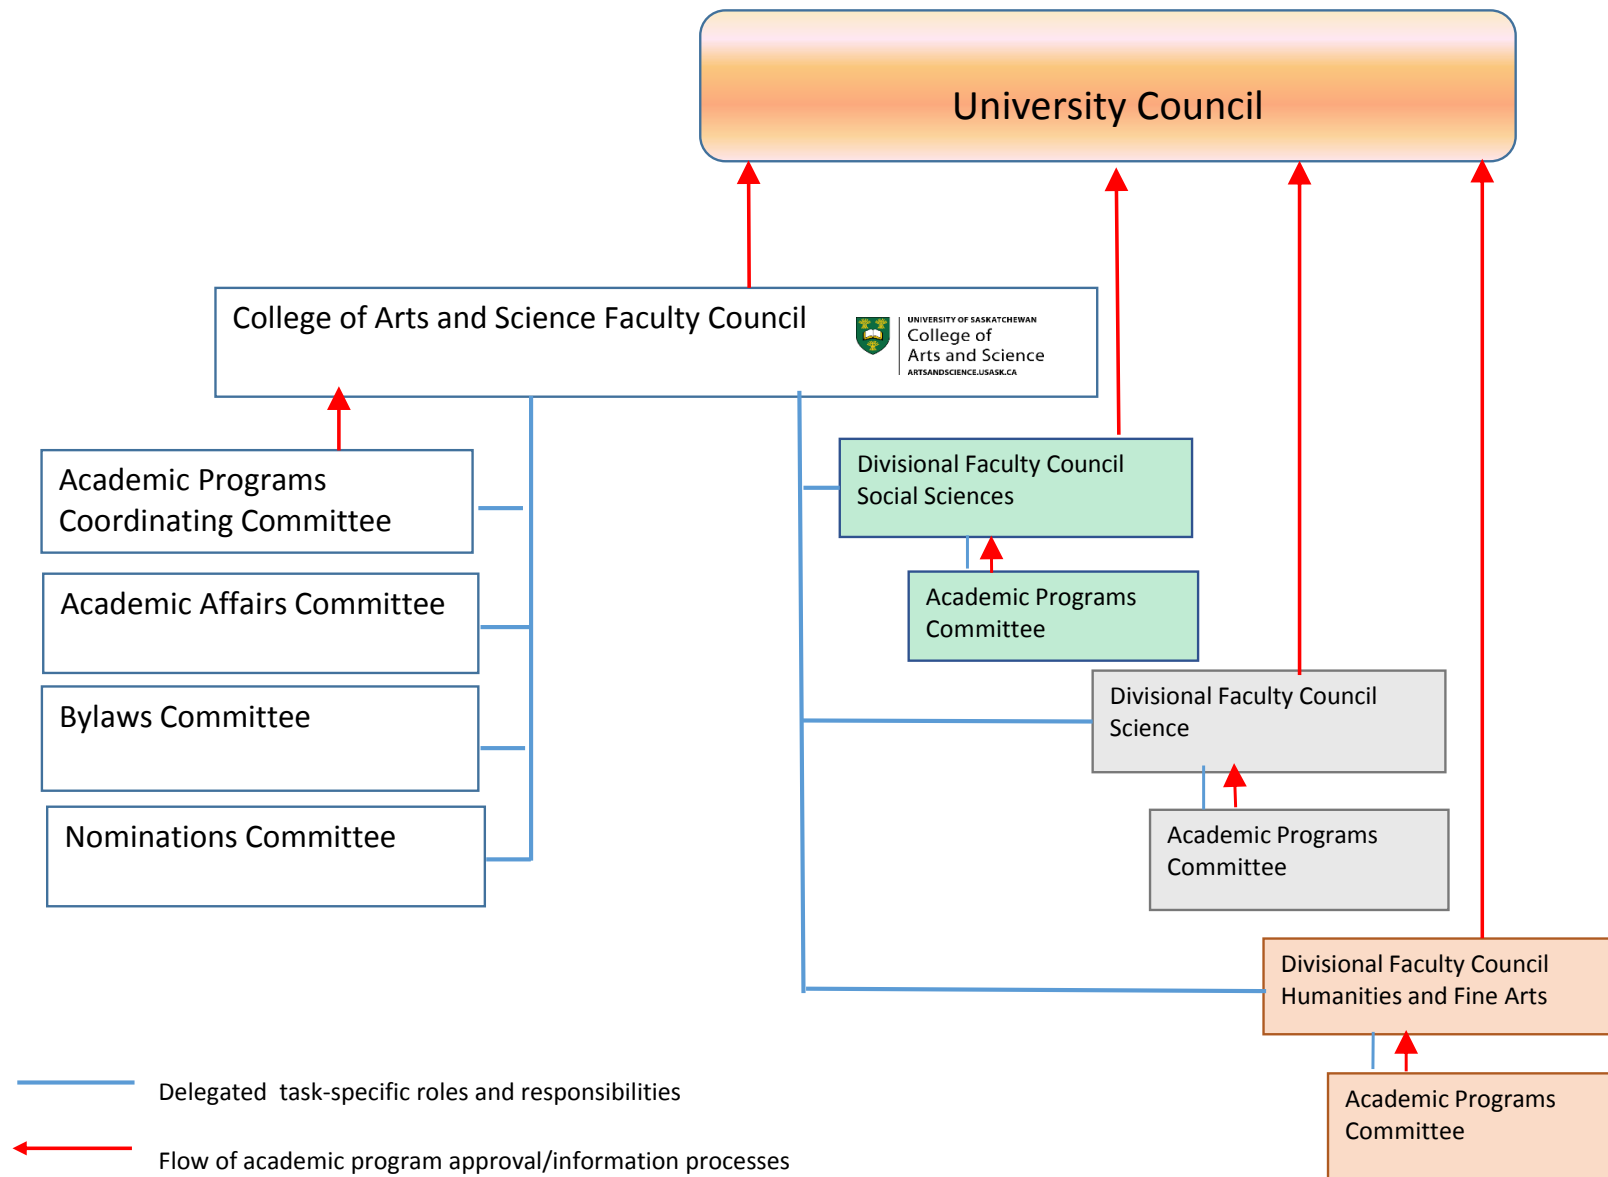 University Council
College of Arts and Science Faculty Council
UNIVERSITY OF SASKATCHEWAN
College of
Arts and Science
ARTSANDSCIENCE.USASK.CA
Academic Programs
Coordinating Committee
Academic Affairs Committee
Bylaws Committee
Nominations Committee
Divisional Faculty Council
Social Sciences
Academic Programs
Committee
Divisional Faculty Council
Science
Academic Programs
Committee
Divisional Faculty Council
Humanities and Fine Arts
Academic Programs
Committee
Delegated  task-specific roles and responsibilities
Flow of academic program approval/information processes